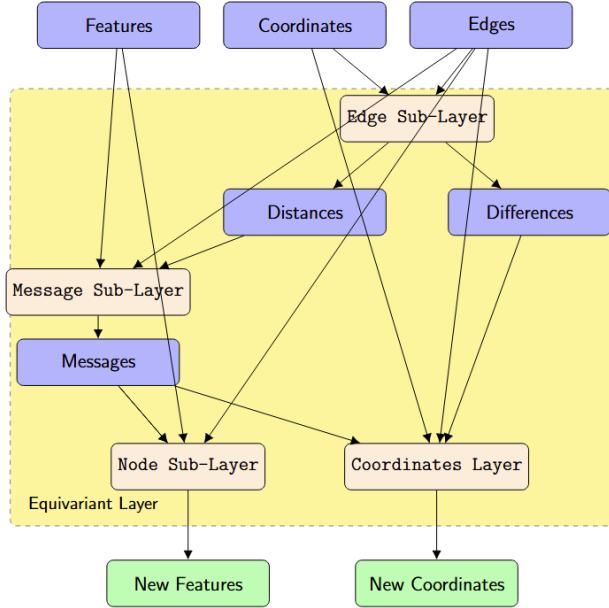 Features
Coordinates
Edges
Edge Sub-Layer
Distances
Differences
Message Sub-Layer
Messages
Node Sub-Layer
Coordinates Layer
Equivariant Layer
New Features
New Coordinates